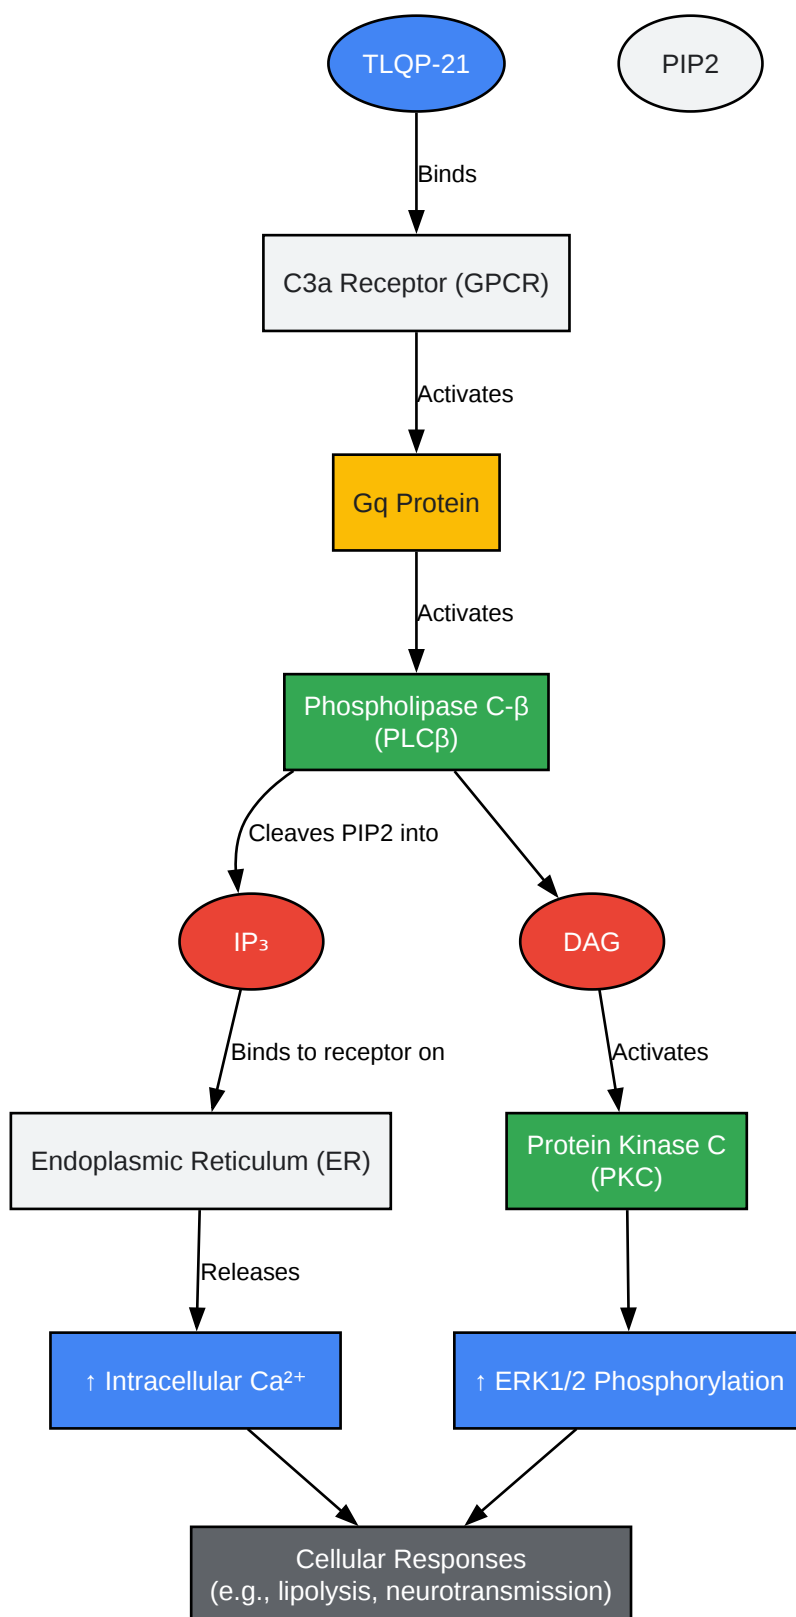 TLQP-21
PIP2
Binds
C3a Receptor (GPCR)
Activates
Gq Protein
Activates
Phospholipase C-β
(PLCβ)
Cleaves PIP2 into
IP₃
DAG
Binds to receptor on
Activates
Endoplasmic Reticulum (ER)
Protein Kinase C
(PKC)
Releases
↑ Intracellular Ca²⁺
↑ ERK1/2 Phosphorylation
Cellular Responses
(e.g., lipolysis, neurotransmission)